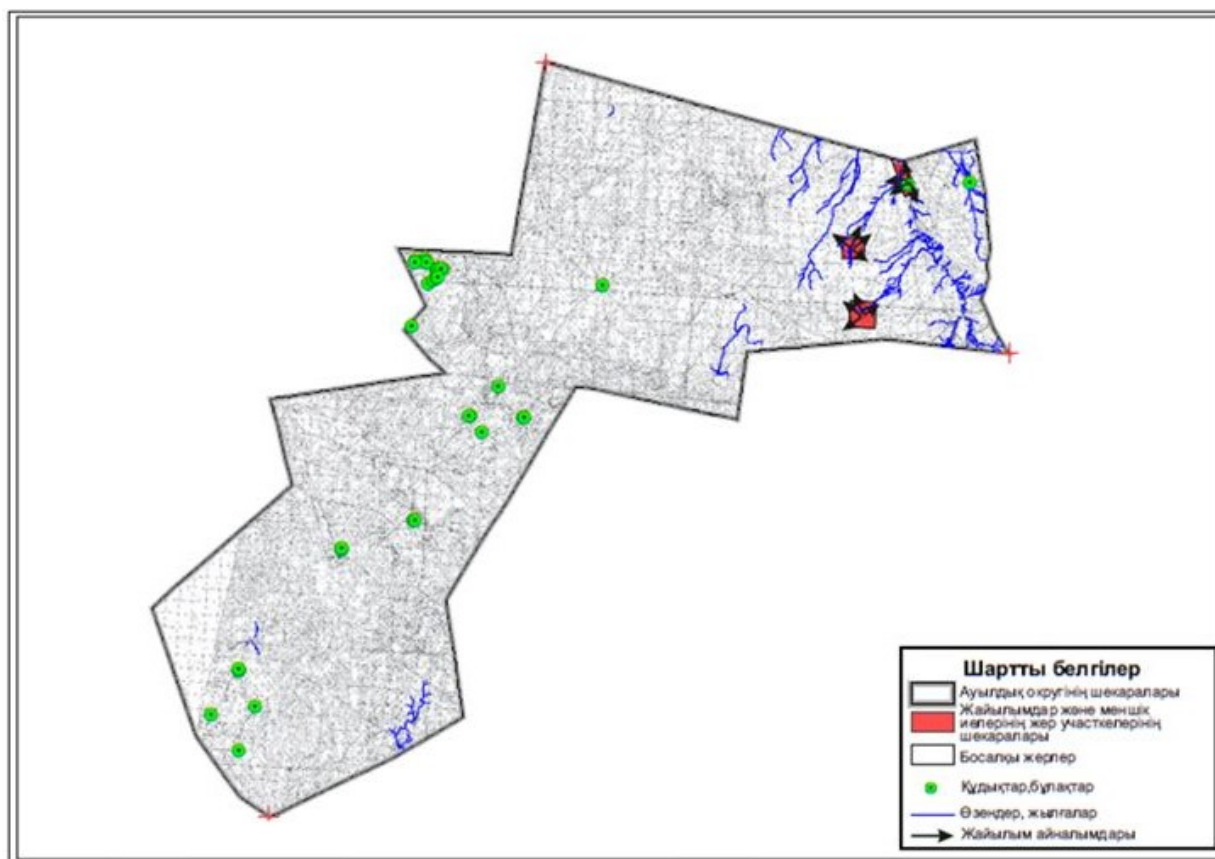 Шартты белгілер
Ауылдық округінің шекаралары
Жайылымдар және меншік
иелерінің жер участкелерінің
шекаралары
Босалқы жерлер
Құдықтар,бұлақтар
Өзендер, жылғалар
Жайылым айналымдары